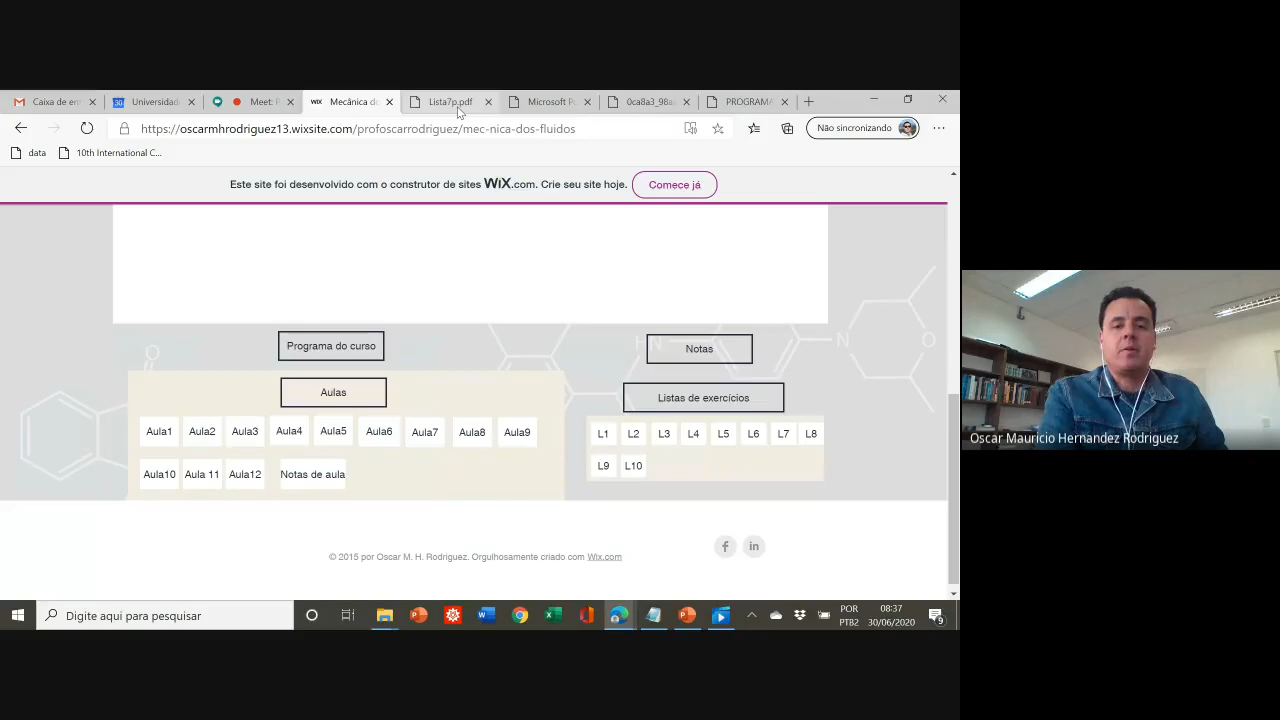 Caixa de en
Universidad
Meet: P
WIX Mecânica de
Lista7p.pdf
Microsoft P
0ca8a3_98a
PROGRAMA
https://oscarmhrodriguez13.wixsite.com/profoscarrodriguez/mec-nica-dos-fluidos
Não sincronizando
data
10th International C...
Este site foi desenvolvido com o construtor de sites WiX.com. Crie seu site hoje.
Comece já
Programa do curso
Notas
Aulas
Listas de exercícios
Aula1 Aula2 Aula3 Aula4 Aula5 Aula6 Aula7 Aula8 Aula9
L1 L2 L3 L4 L5 L6 L7 L8
Aula10 Aula 11 Aula12 Notas de aula
L9 L10
© 2015 por Oscar M. H. Rodriguez. Orgulhosamente criado com Wix.com
Digite aqui para pesquisar
POR
PTB2
08:37
30/06/2020
9
Oscar Mauricio Hernandez Rodriguez
HN
N
O